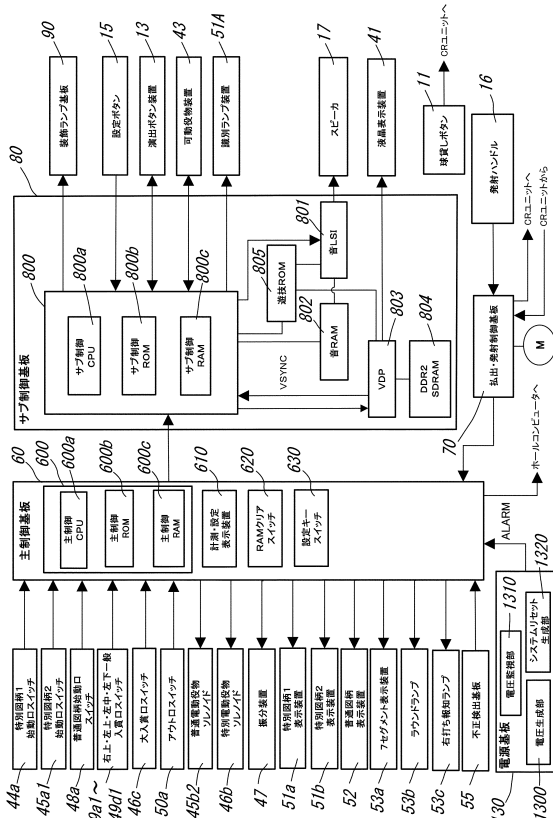 90
装飾ランプ基板
15
設定ボタン
13
演出ボタン装置
43
可動役物装置
51A
識別ランプ装置
17
スピーカ
41
液晶表示装置
11
球貸しボタン
CRユニットへ
16
発射ハンドル
80
サブ制御基板
800
800a
サブ制御
CPU
800b
サブ制御
ROM
800c
サブ制御
RAM
805
遊技ROM
801
音LSI
802
音RAM
VSYNC
803
VDP
804
DDR2
SDRAM
70
払出・発射制御基板
CRユニットへ
CRユニットから
M
60
主制御基板
600
600a
主制御
CPU
600b
主制御
ROM
600c
主制御
RAM
610
計測・設定
表示装置
620
RAMクリア
スイッチ
630
設定キー
スイッチ
ホールコンピュータへ
ALARM
44a
特別図柄1
始動口スイッチ
45a1
特別図柄2
始動口スイッチ
48a
普通図柄始動口
スイッチ
9a1〜
49d1
右上・左上・左中・左下一般
入賞口スイッチ
46c
大入賞口スイッチ
50a
アウト口スイッチ
45b2
普通電動役物
ソレノイド
46b
特別電動役物
ソレノイド
47
振分装置
51a
特別図柄1
表示装置
51b
特別図柄2
表示装置
52
普通図柄
表示装置
53a
7セグメント表示装置
53b
ラウンドランプ
53c
右打ち報知ランプ
55
不正検出基板
130
電源基板
1310
電圧監視部
1320
システムリセット
生成部
1300
電圧生成部